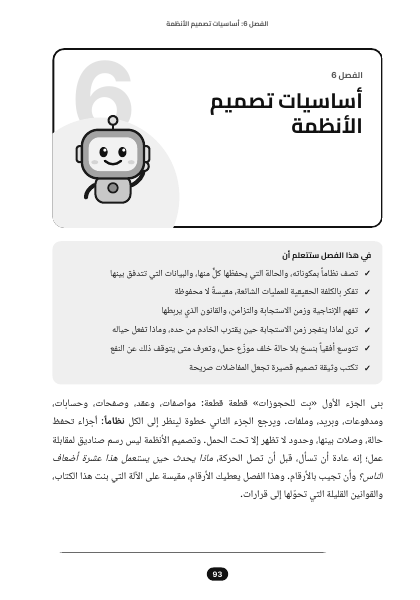 الفصل 6: أساسيات تصميم الأنظمة
6
الفصل 6
أساسيات تصميم
الأنظمة
في هذا الفصل ستتعلم أن
✓ تصف نظاماً بمكوناته، والحالة التي يحفظها كلٌّ منها، والبيانات التي تتدفق بينها
✓ تفكر بالكلفة الحقيقية للعمليات الشائعة، مقيسةً لا محفوظة
✓ تفهم الإنتاجية وزمن الاستجابة والتزامن، والقانون الذي يربطها
✓ ترى لماذا ينفجر زمن الاستجابة حين يقترب الخادم من حده، وماذا تفعل حياله
✓ تتوسع أفقياً بنسخ بلا حالة خلف موزّع حمل، وتعرف متى يتوقف ذلك عن النفع
✓ تكتب وثيقة تصميم قصيرة تجعل المفاضلات صريحة
بنى الجزء الأول «بِت للحجوزات» قطعة قطعة: مواصفات، وعقد، وصفحات، وحسابات،
ومدفوعات، وبريد، وملفات. ويرجع الجزء الثاني خطوة لينظر إلى الكل نظاماً: أجزاء تحفظ
حالة، وصلات بينها، وحدود لا تظهر إلا تحت الحمل. وتصميم الأنظمة ليس رسم صناديق لمقابلة
عمل؛ إنه عادة أن تسأل، قبل أن تصل الحركة، ماذا يحدث حين يستعمل هذا عشرة أضعاف
الناس؟ وأن تجيب بالأرقام. وهذا الفصل يعطيك الأرقام، مقيسة على الآلة التي بنت هذا الكتاب،
والقوانين القليلة التي تحوّلها إلى قرارات.
93